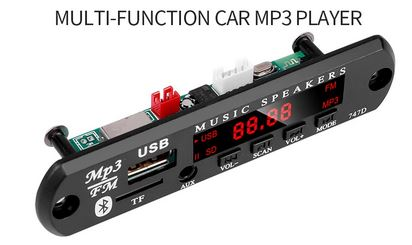 MULTI-FUNCTION CAR MP3 PLAYER
MUSIC SPEAKERS
USB
II SD
88.88
FM
MP3
747D
VOL-
SCAN
VOL+
MODE
USB
Mp3
FM
TF
AUX